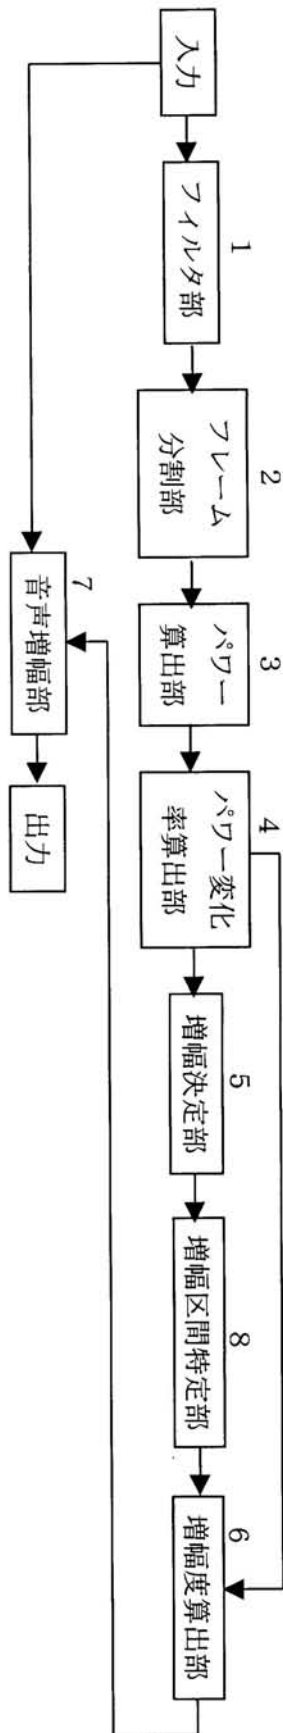 入力
1
フィルタ部
2
フレーム
分割部
3
パワー
算出部
4
パワー変化
率算出部
5
増幅決定部
8
増幅区間特定部
6
増幅度算出部
7
音声増幅部
出力